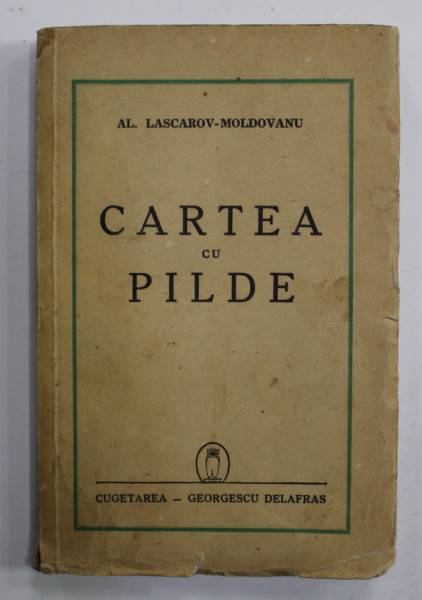 AL. LASCAROV-MOLDOVANU
CARTEA
CU
PILDE
CUGETAREA — GEORGESCU DELAFRAS